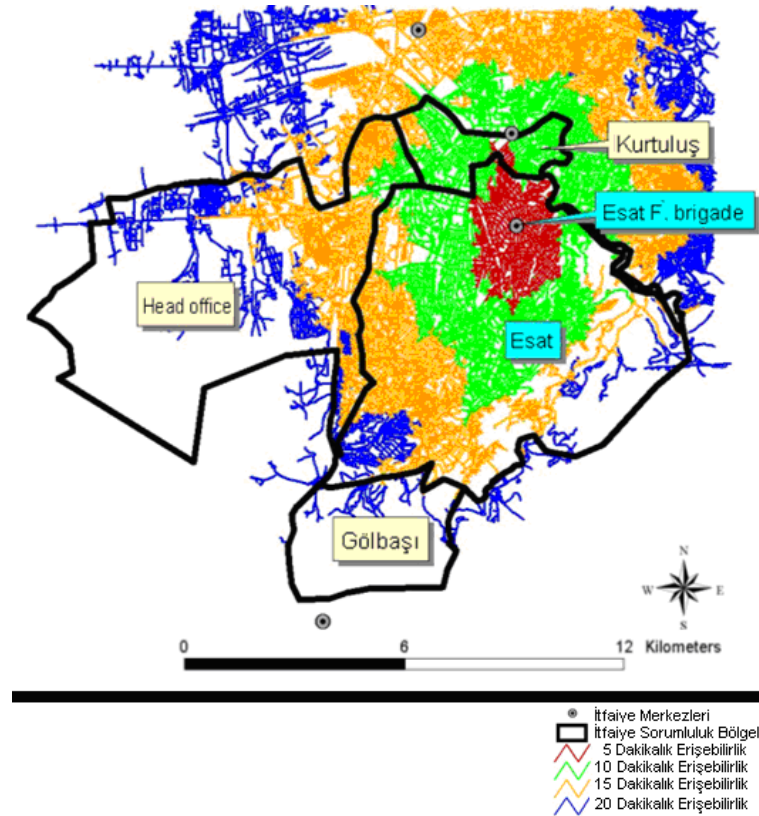 Kurtuluş
Esat F. brigade
Head office
Esat
Gölbaşı
N
W E
S
0 6 12 Kilometers
İtfaiye Merkezleri
İtfaiye Sorumluluk Bölgel
5 Dakikalık Erişebilirlik
10 Dakikalık Erişebilirlik
15 Dakikalık Erişebilirlik
20 Dakikalık Erişebilirlik